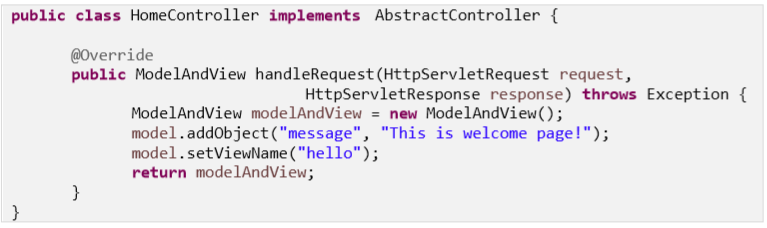 public class HomeController implements AbstractController {
@Override
public ModelAndView handleRequest(HttpServletRequest request,
HttpServletResponse response) throws Exception {
ModelAndView modelAndView = new ModelAndView();
model.addObject("message", "This is welcome page!");
model.setViewName("hello");
return modelAndView;
}
}